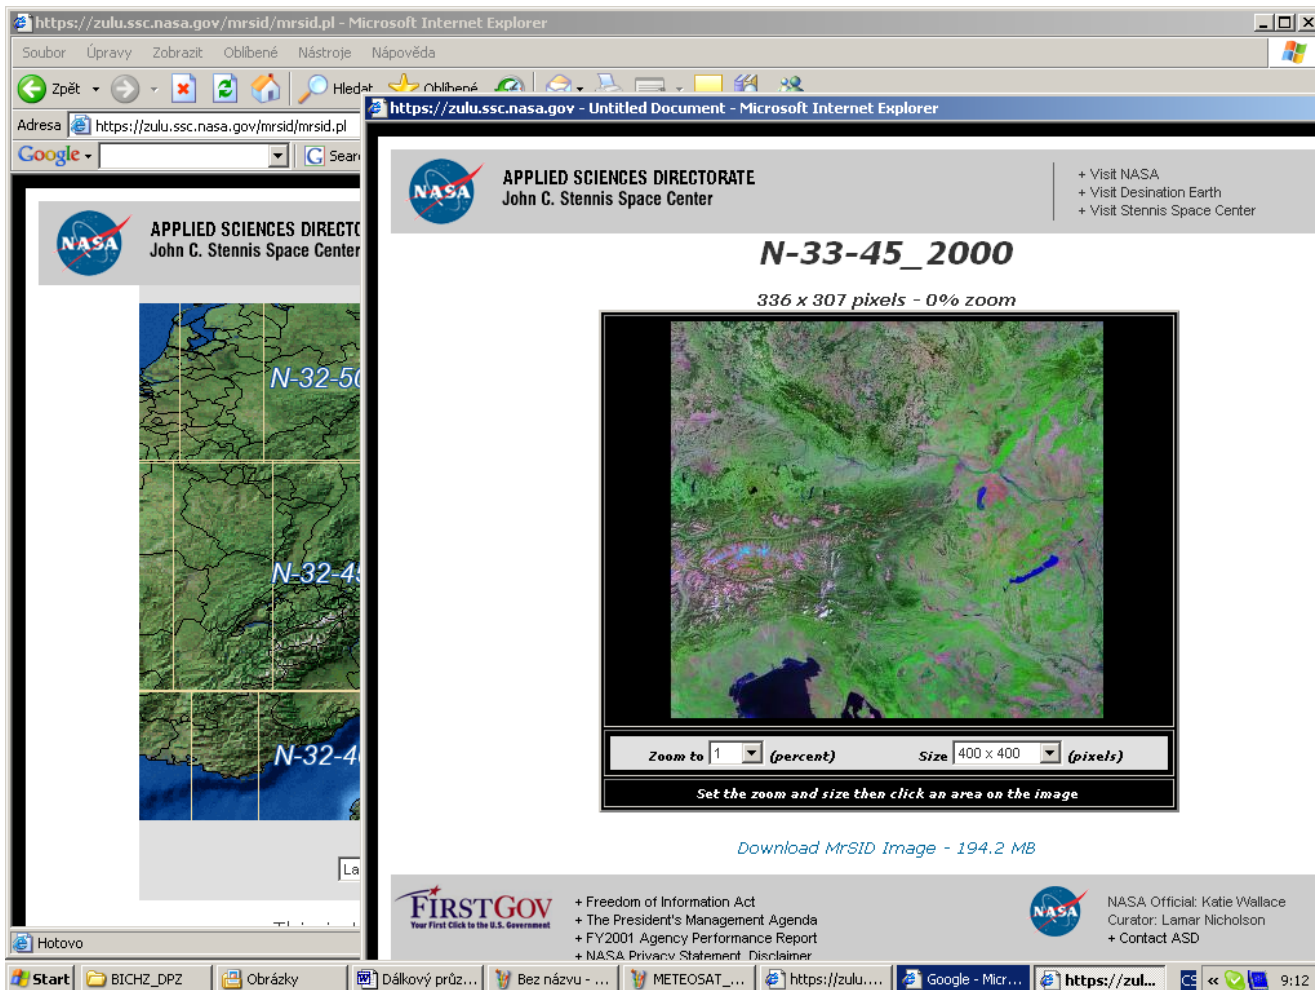 https://zulu.ssc.nasa.gov/mrsid/mrsid.pl - Microsoft Internet Explorer
Soubor Úpravy Zobrazit Oblíbené Nástroje Nápověda
Zpět Hledat Oblíbené
Adresa https://zulu.ssc.nasa.gov/mrsid/mrsid.pl
Google
NASA
APPLIED SCIENCES
John C. Stennis Space Center
N-32-50
N-32-45
Hotovo
https://zulu.ssc.nasa.gov - Untitled Document - Microsoft Internet Explorer
NASA
APPLIED SCIENCES DIRECTORATE
John C. Stennis Space Center
+ Visit NASA
+ Visit Desination Earth
+ Visit Stennis Space Center
N-33-45_2000
336 x 307 pixels - 0% zoom
Zoom to 1 (percent) Size 400 x 400 (pixels)
Set the zoom and size then click an area on the image
Download MrSID Image - 194.2 MB
FIRSTGOV
Your First Click to the U.S. Government
+ Freedom of Information Act
+ The President's Management Agenda
+ FY2001 Agency Performance Report
+ NASA Privacy Statement, Disclaimer
NASA
NASA Official: Katie Wallace
Curator: Lamar Nicholson
+ Contact ASD
Start BICHZ_DPZ Obrázky Dálkový průz... Bez názvu - ... METEOSAT_... https://zulu.... Google - Micr... https://zul... CS « 9:12